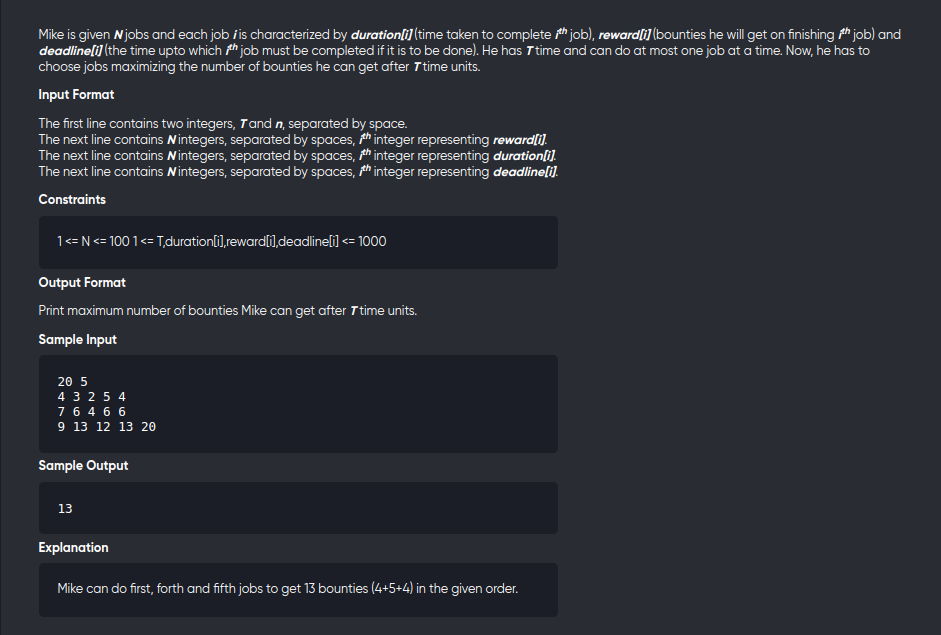 Mike is given N jobs and each job i is characterized by duration[i] (time taken to complete ith job), reward[i] (bounties he will get on finishing ith job) and
deadline[i] (the time upto which ith job must be completed if it is to be done). He has T time and can do at most one job at a time. Now, he has to
choose jobs maximizing the number of bounties he can get after T time units.
Input Format
The first line contains two integers, T and n, separated by space.
The next line contains N integers, separated by spaces, ith integer representing reward[i].
The next line contains N integers, separated by spaces, ith integer representing duration[i].
The next line contains N integers, separated by spaces, ith integer representing deadline[i].
Constraints
1 <= N <= 100 1 <= T,duration[i],reward[i],deadline[i] <= 1000
Output Format
Print maximum number of bounties Mike can get after T time units.
Sample Input
20 5
4 3 2 5 4
7 6 4 6 6
9 13 12 13 20
Sample Output
13
Explanation
Mike can do first, forth and fifth jobs to get 13 bounties (4+5+4) in the given order.